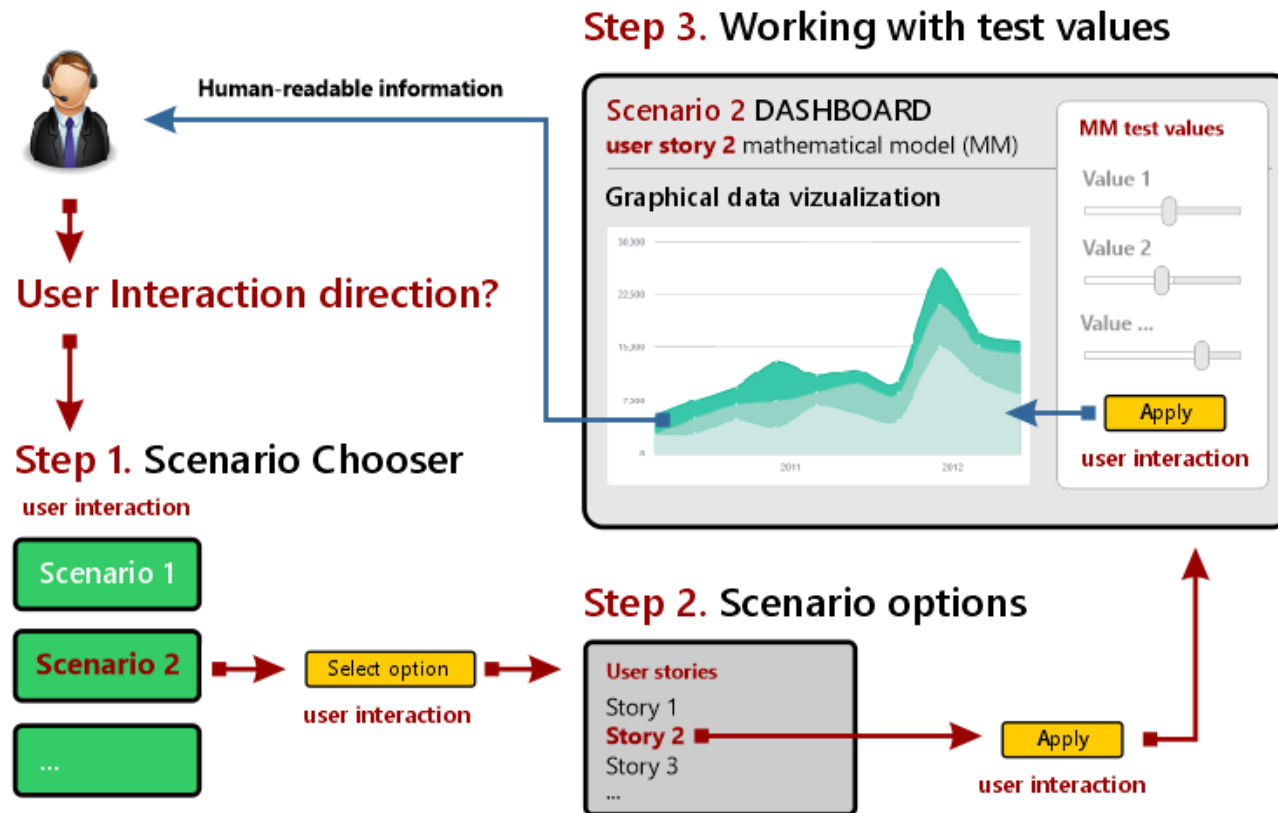 Step 3. Working with test values
Human-readable information
Scenario 2 DASHBOARD
user story 2 mathematical model (MM)
Graphical data vizualization
30,000
22,500
15,000
7,500
0
2011
2012
MM test values
Value 1
Value 2
Value ...
Apply
user interaction
User Interaction direction?
Step 1. Scenario Chooser
user interaction
Scenario 1
Scenario 2
...
Select option
user interaction
Step 2. Scenario options
User stories
Story 1
Story 2
Story 3
...
Apply
user interaction